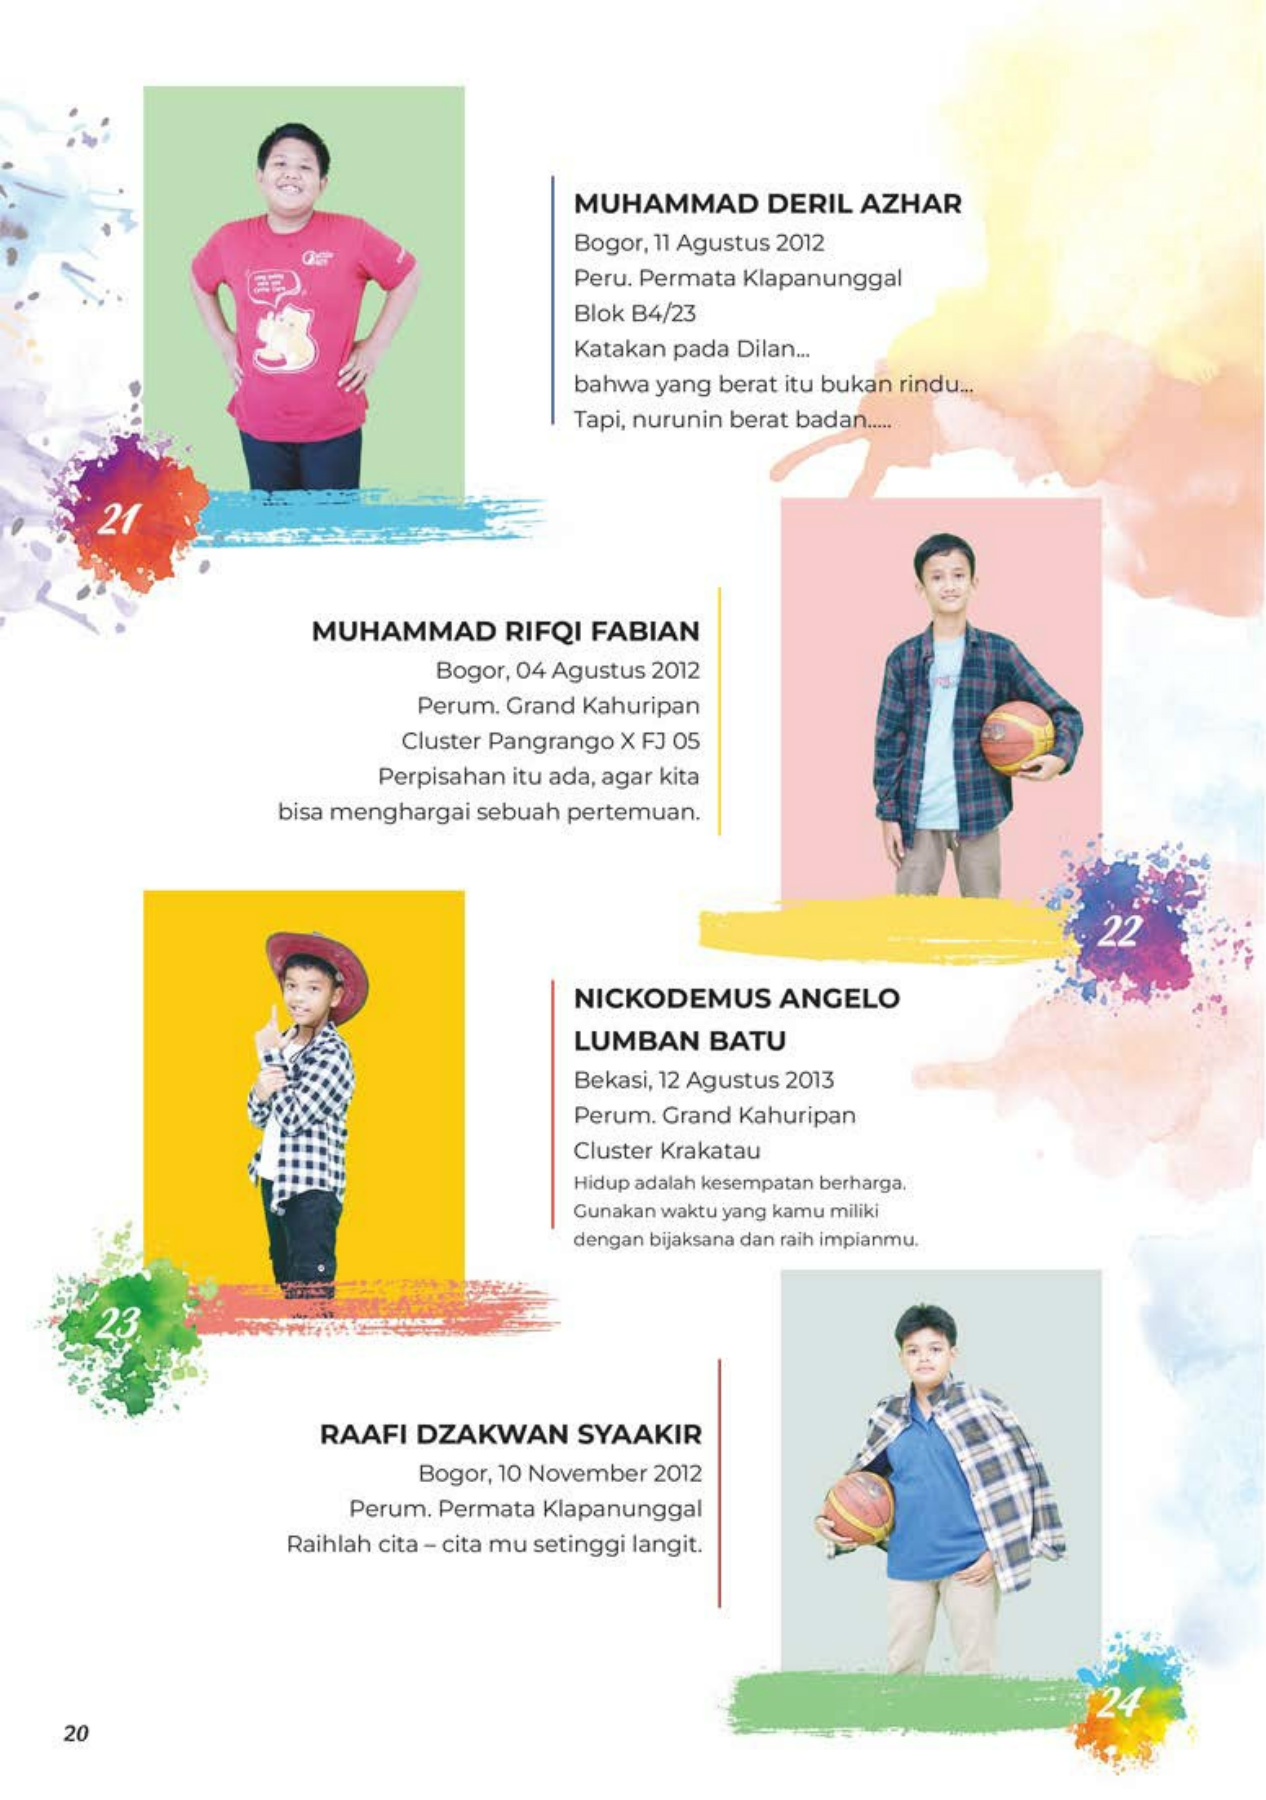 MUHAMMAD DERIL AZHAR
Bogor, 11 Agustus 2012
Peru. Permata Klapanunggal
Blok B4/23
Katakan pada Dilan...
bahwa yang berat itu bukan rindu...
Tapi, nurunin berat badan.....
21
MUHAMMAD RIFQI FABIAN
Bogor, 04 Agustus 2012
Perum. Grand Kahuripan
Cluster Pangrango X FJ 05
Perpisahan itu ada, agar kita
bisa menghargai sebuah pertemuan.
22
NICKODEMUS ANGELO
LUMBAN BATU
Bekasi, 12 Agustus 2013
Perum. Grand Kahuripan
Cluster Krakatau
Hidup adalah kesempatan berharga.
Gunakan waktu yang kamu miliki
dengan bijaksana dan raih impianmu.
23
RAAFI DZAKWAN SYAAKIR
Bogor, 10 November 2012
Perum. Permata Klapanunggal
Raihlah cita – cita mu setinggi langit.
24
20